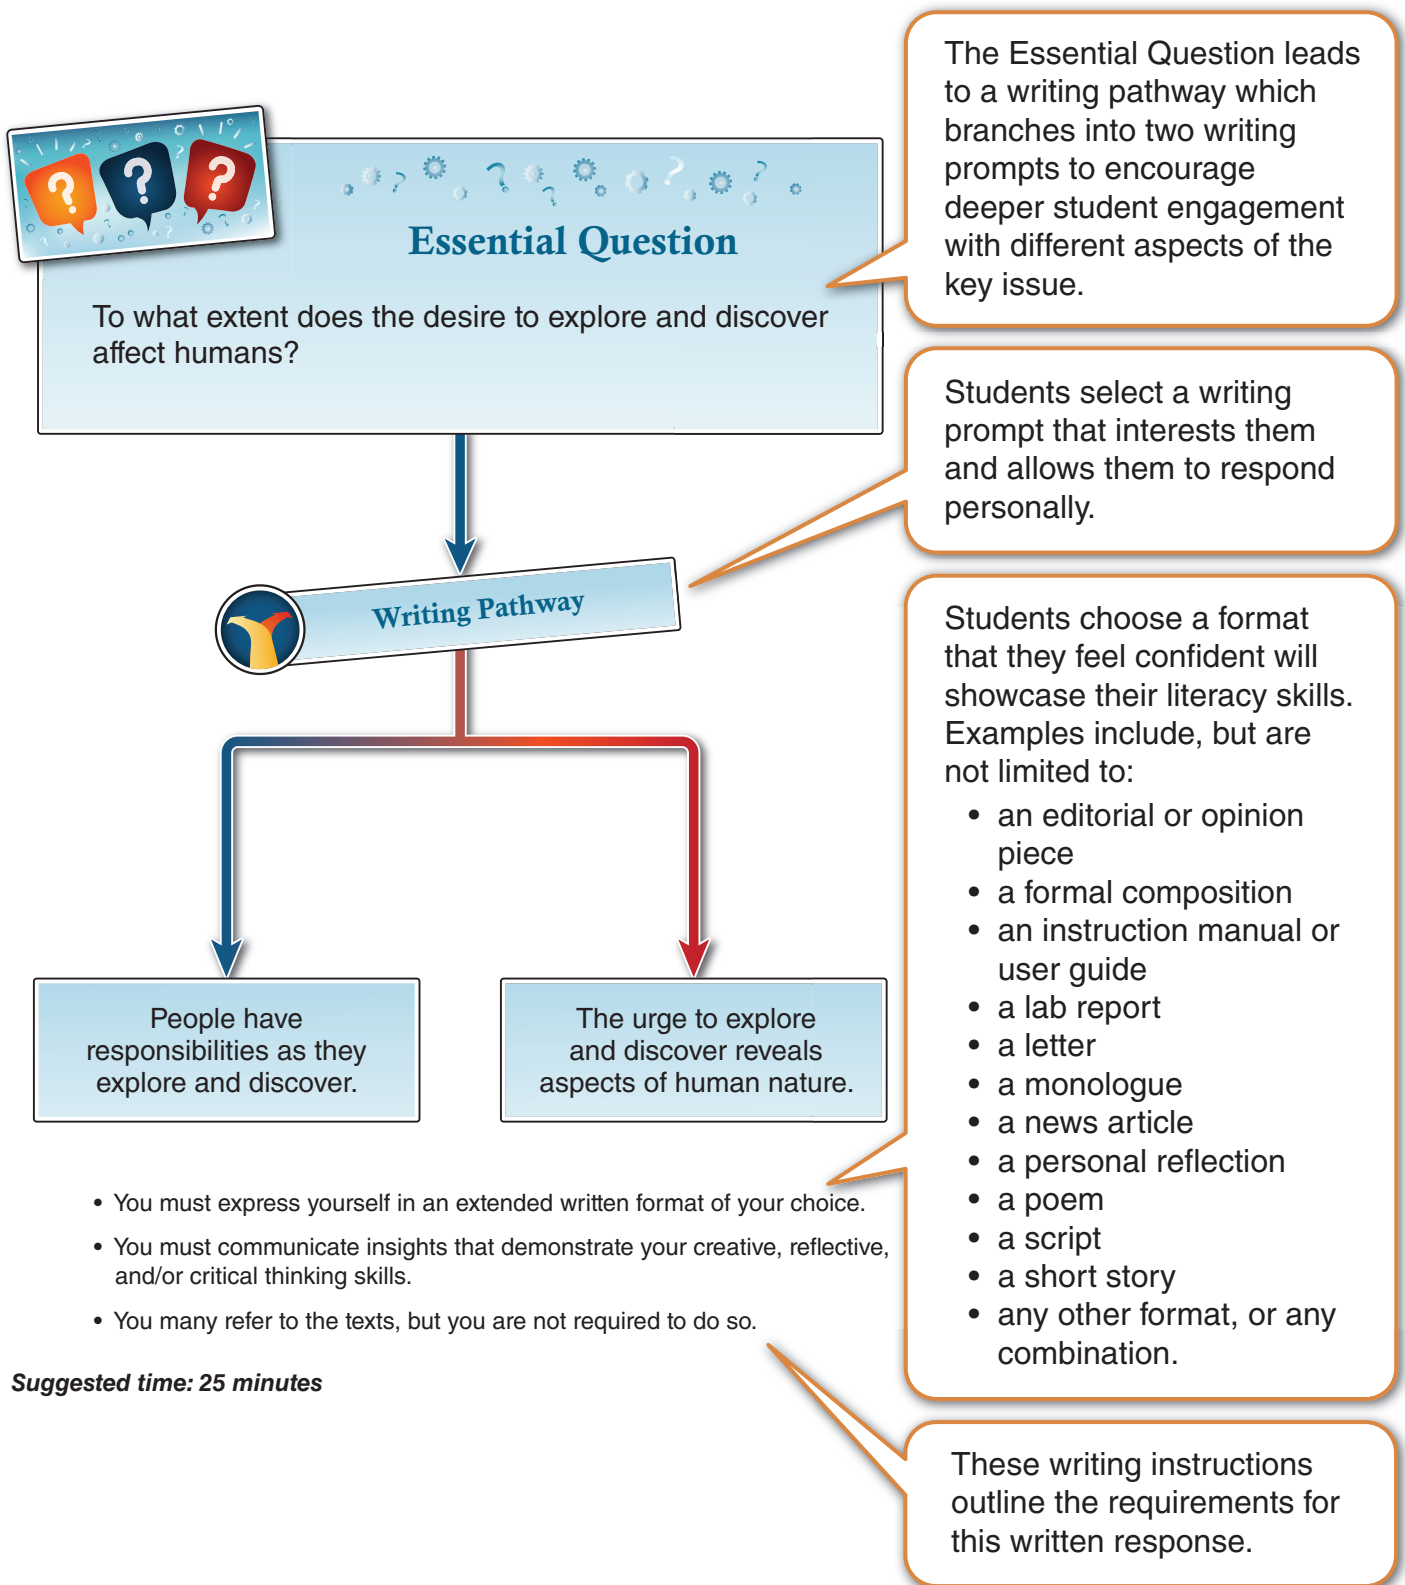 Essential Question
To what extent does the desire to explore and discover
affect humans?
The Essential Question leads
to a writing pathway which
branches into two writing
prompts to encourage
deeper student engagement
with different aspects of the
key issue.
Students select a writing
prompt that interests them
and allows them to respond
personally.
Writing Pathway
Students choose a format
that they feel confident will
showcase their literacy skills.
Examples include, but are
not limited to:
• an editorial or opinion
piece
• a formal composition
• an instruction manual or
user guide
• a lab report
• a letter
• a monologue
• a news article
• a personal reflection
• a poem
• a script
• a short story
• any other format, or any
combination.
People have
responsibilities as they
explore and discover.
The urge to explore
and discover reveals
aspects of human nature.
• You must express yourself in an extended written format of your choice.
• You must communicate insights that demonstrate your creative, reflective,
and/or critical thinking skills.
• You many refer to the texts, but you are not required to do so.
Suggested time: 25 minutes
These writing instructions
outline the requirements for
this written response.